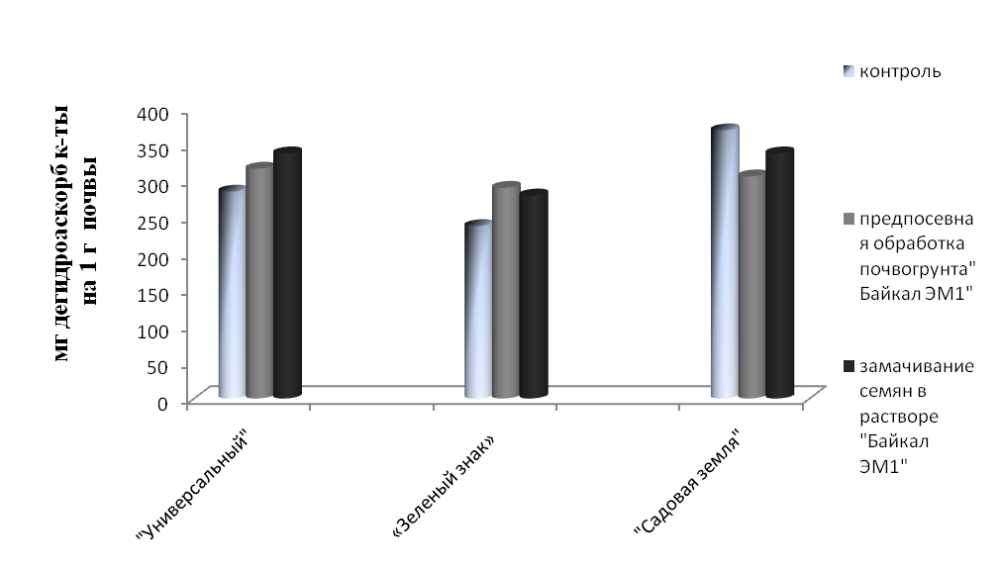 мг дегидроаскорб к-ты
на 1 г почвы
400
350
300
250
200
150
100
50
0
"Универсальный"
«Зеленый знак»
"Садовая земля"
контроль
предпосевна
я обработка
почвогрунта"
Байкал ЭМ1"
замачивание
семян в
растворе
"Байкал
ЭМ1"